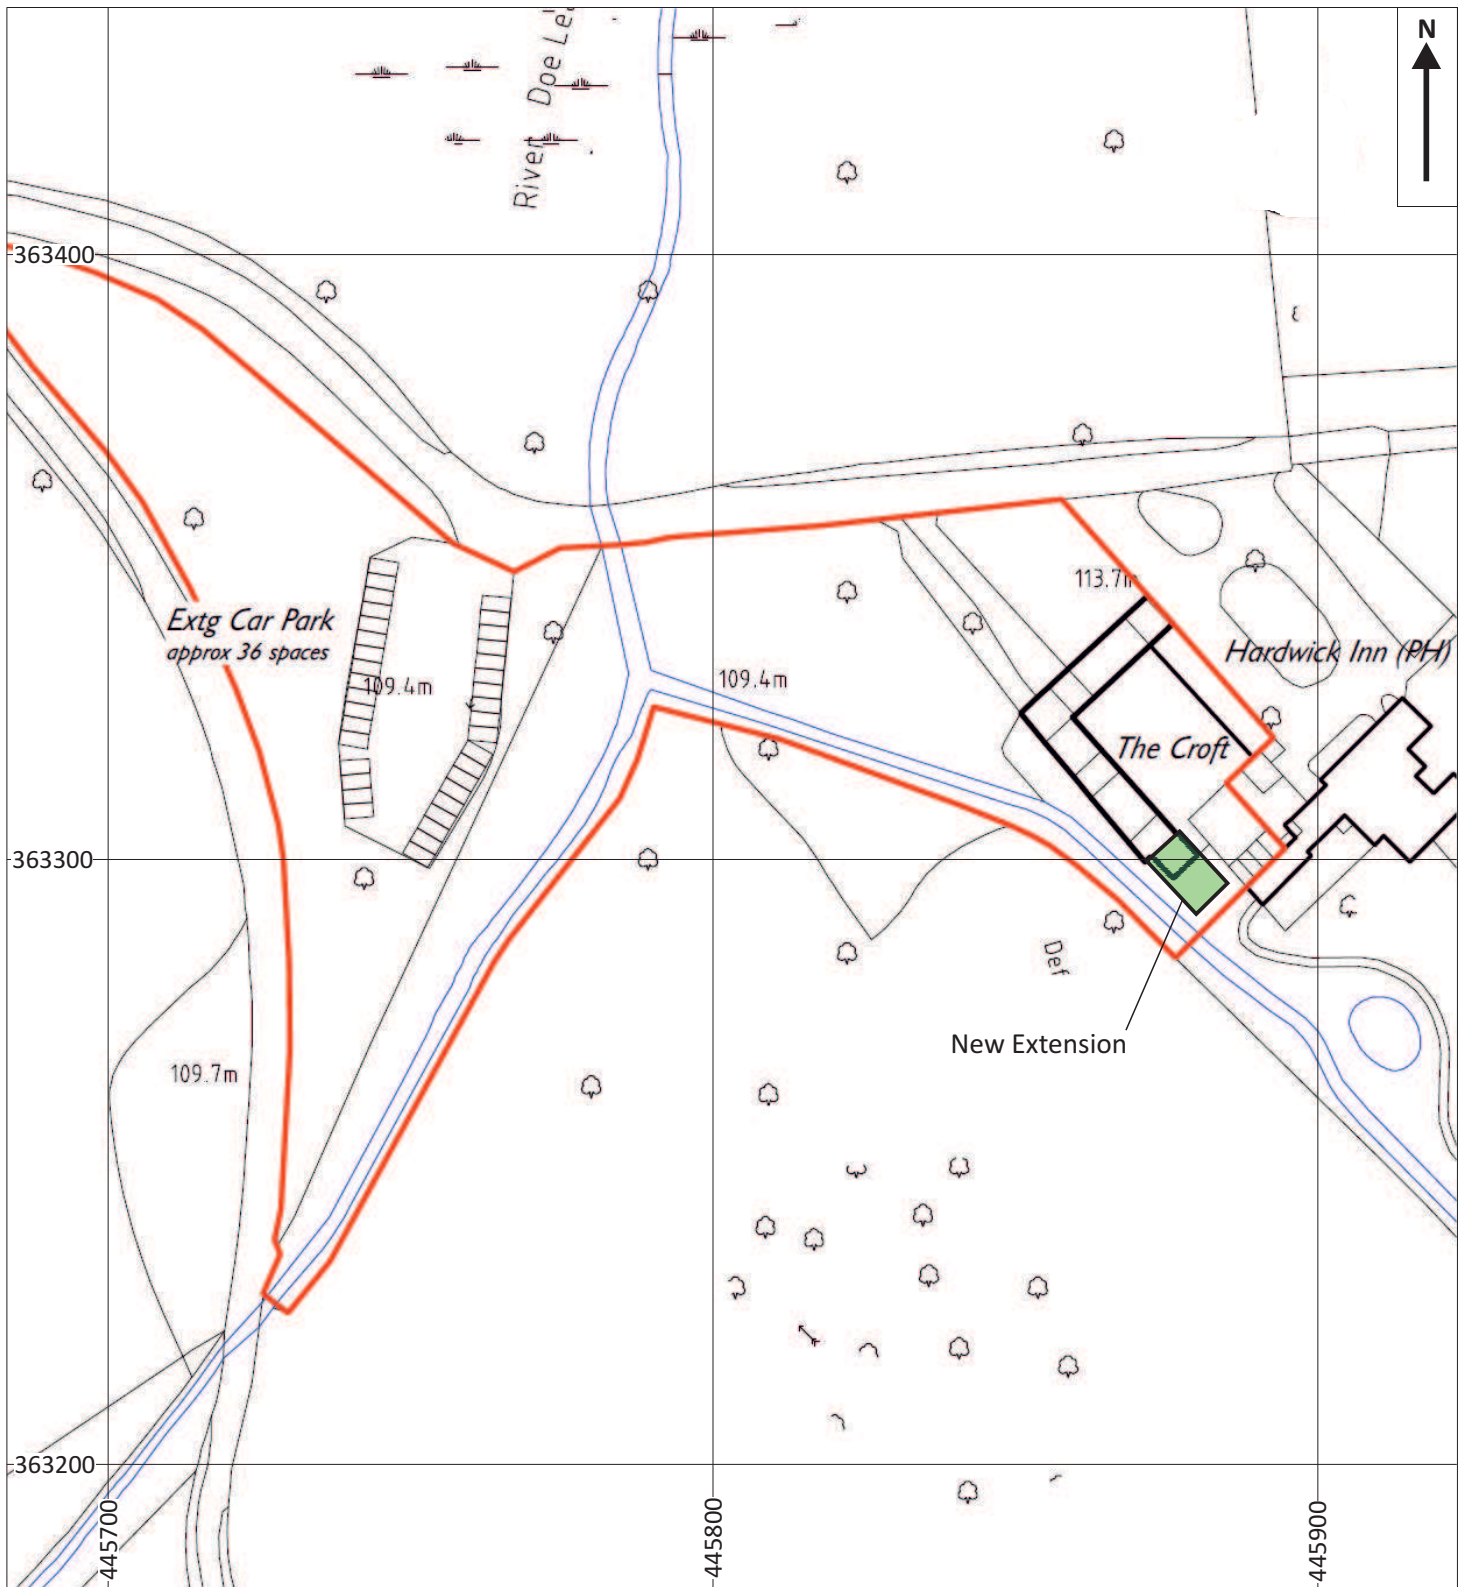 N
River Doe Le
363400
Extg Car Park
approx 36 spaces
109.4m
109.4m
113.7m
Hardwick Inn (PH)
The Croft
363300
Def
New Extension
109.7m
363200
445700
445800
445900